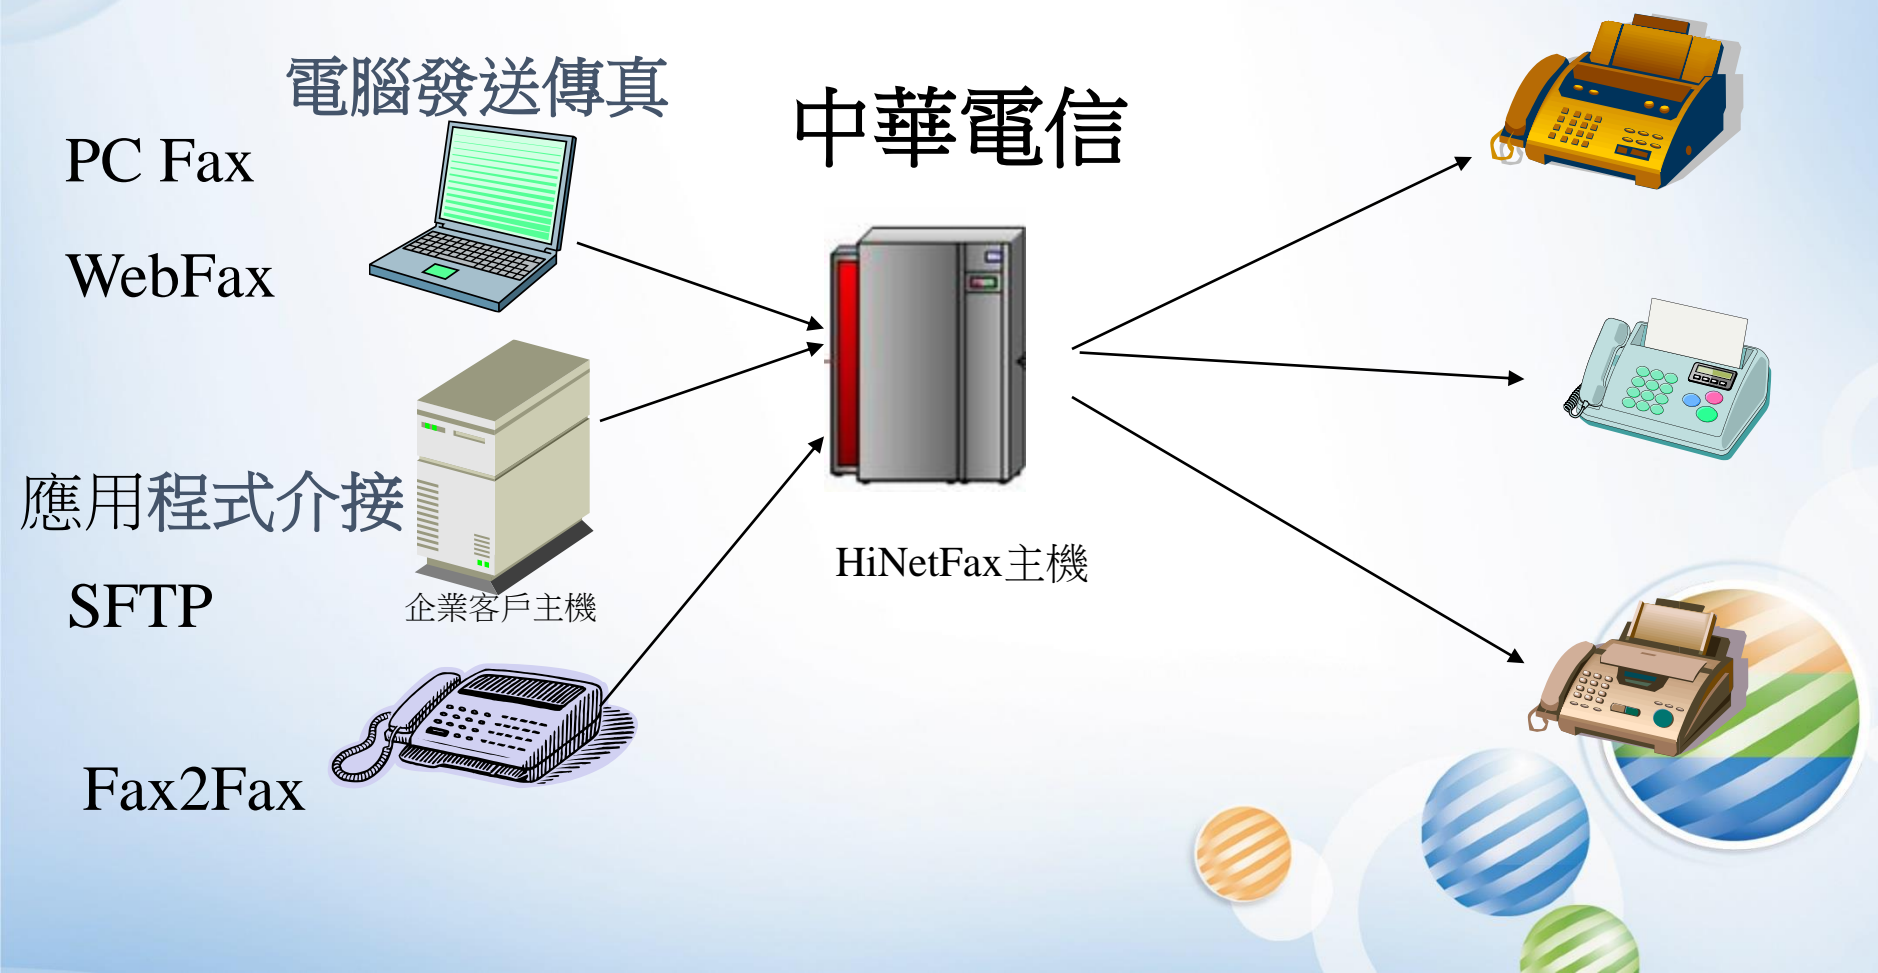 電腦發送傳真
中華電信
PC Fax
WebFax
應用程式介接
HiNetFax主機
SFTP
企業客戶主機
Fax2Fax